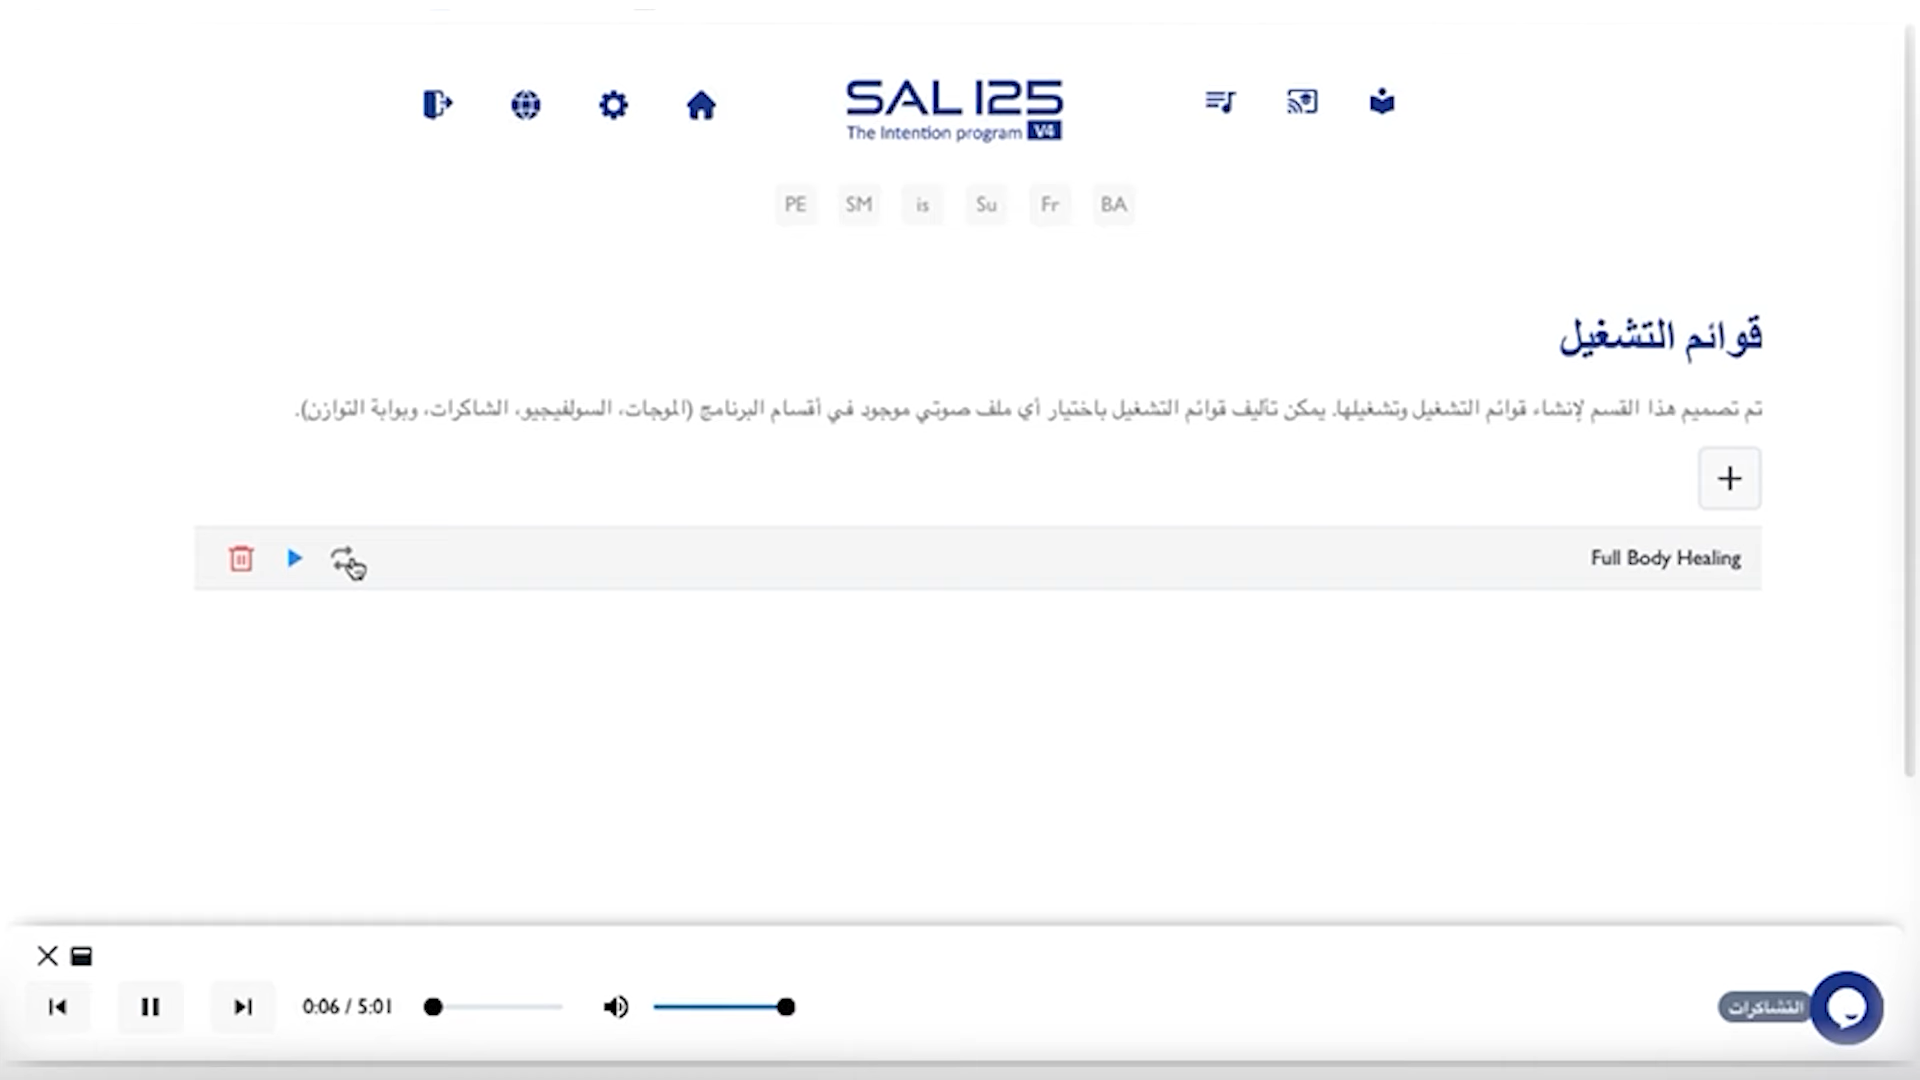 SAL 125
The Intention program V4
PE SM is Su Fr BA
قوائم التشغيل
تم تصميم هذا القسم لإنشاء قوائم التشغيل وتشغيلها. يمكن تأليف قوائم التشغيل باختيار أي ملف صوتي موجود في أقسام البرنامج (الموجات، السولفيجيو، الشاكرات، وبوابة التوازن).
+
Full Body Healing
0:06 / 5:01
الشاكرات